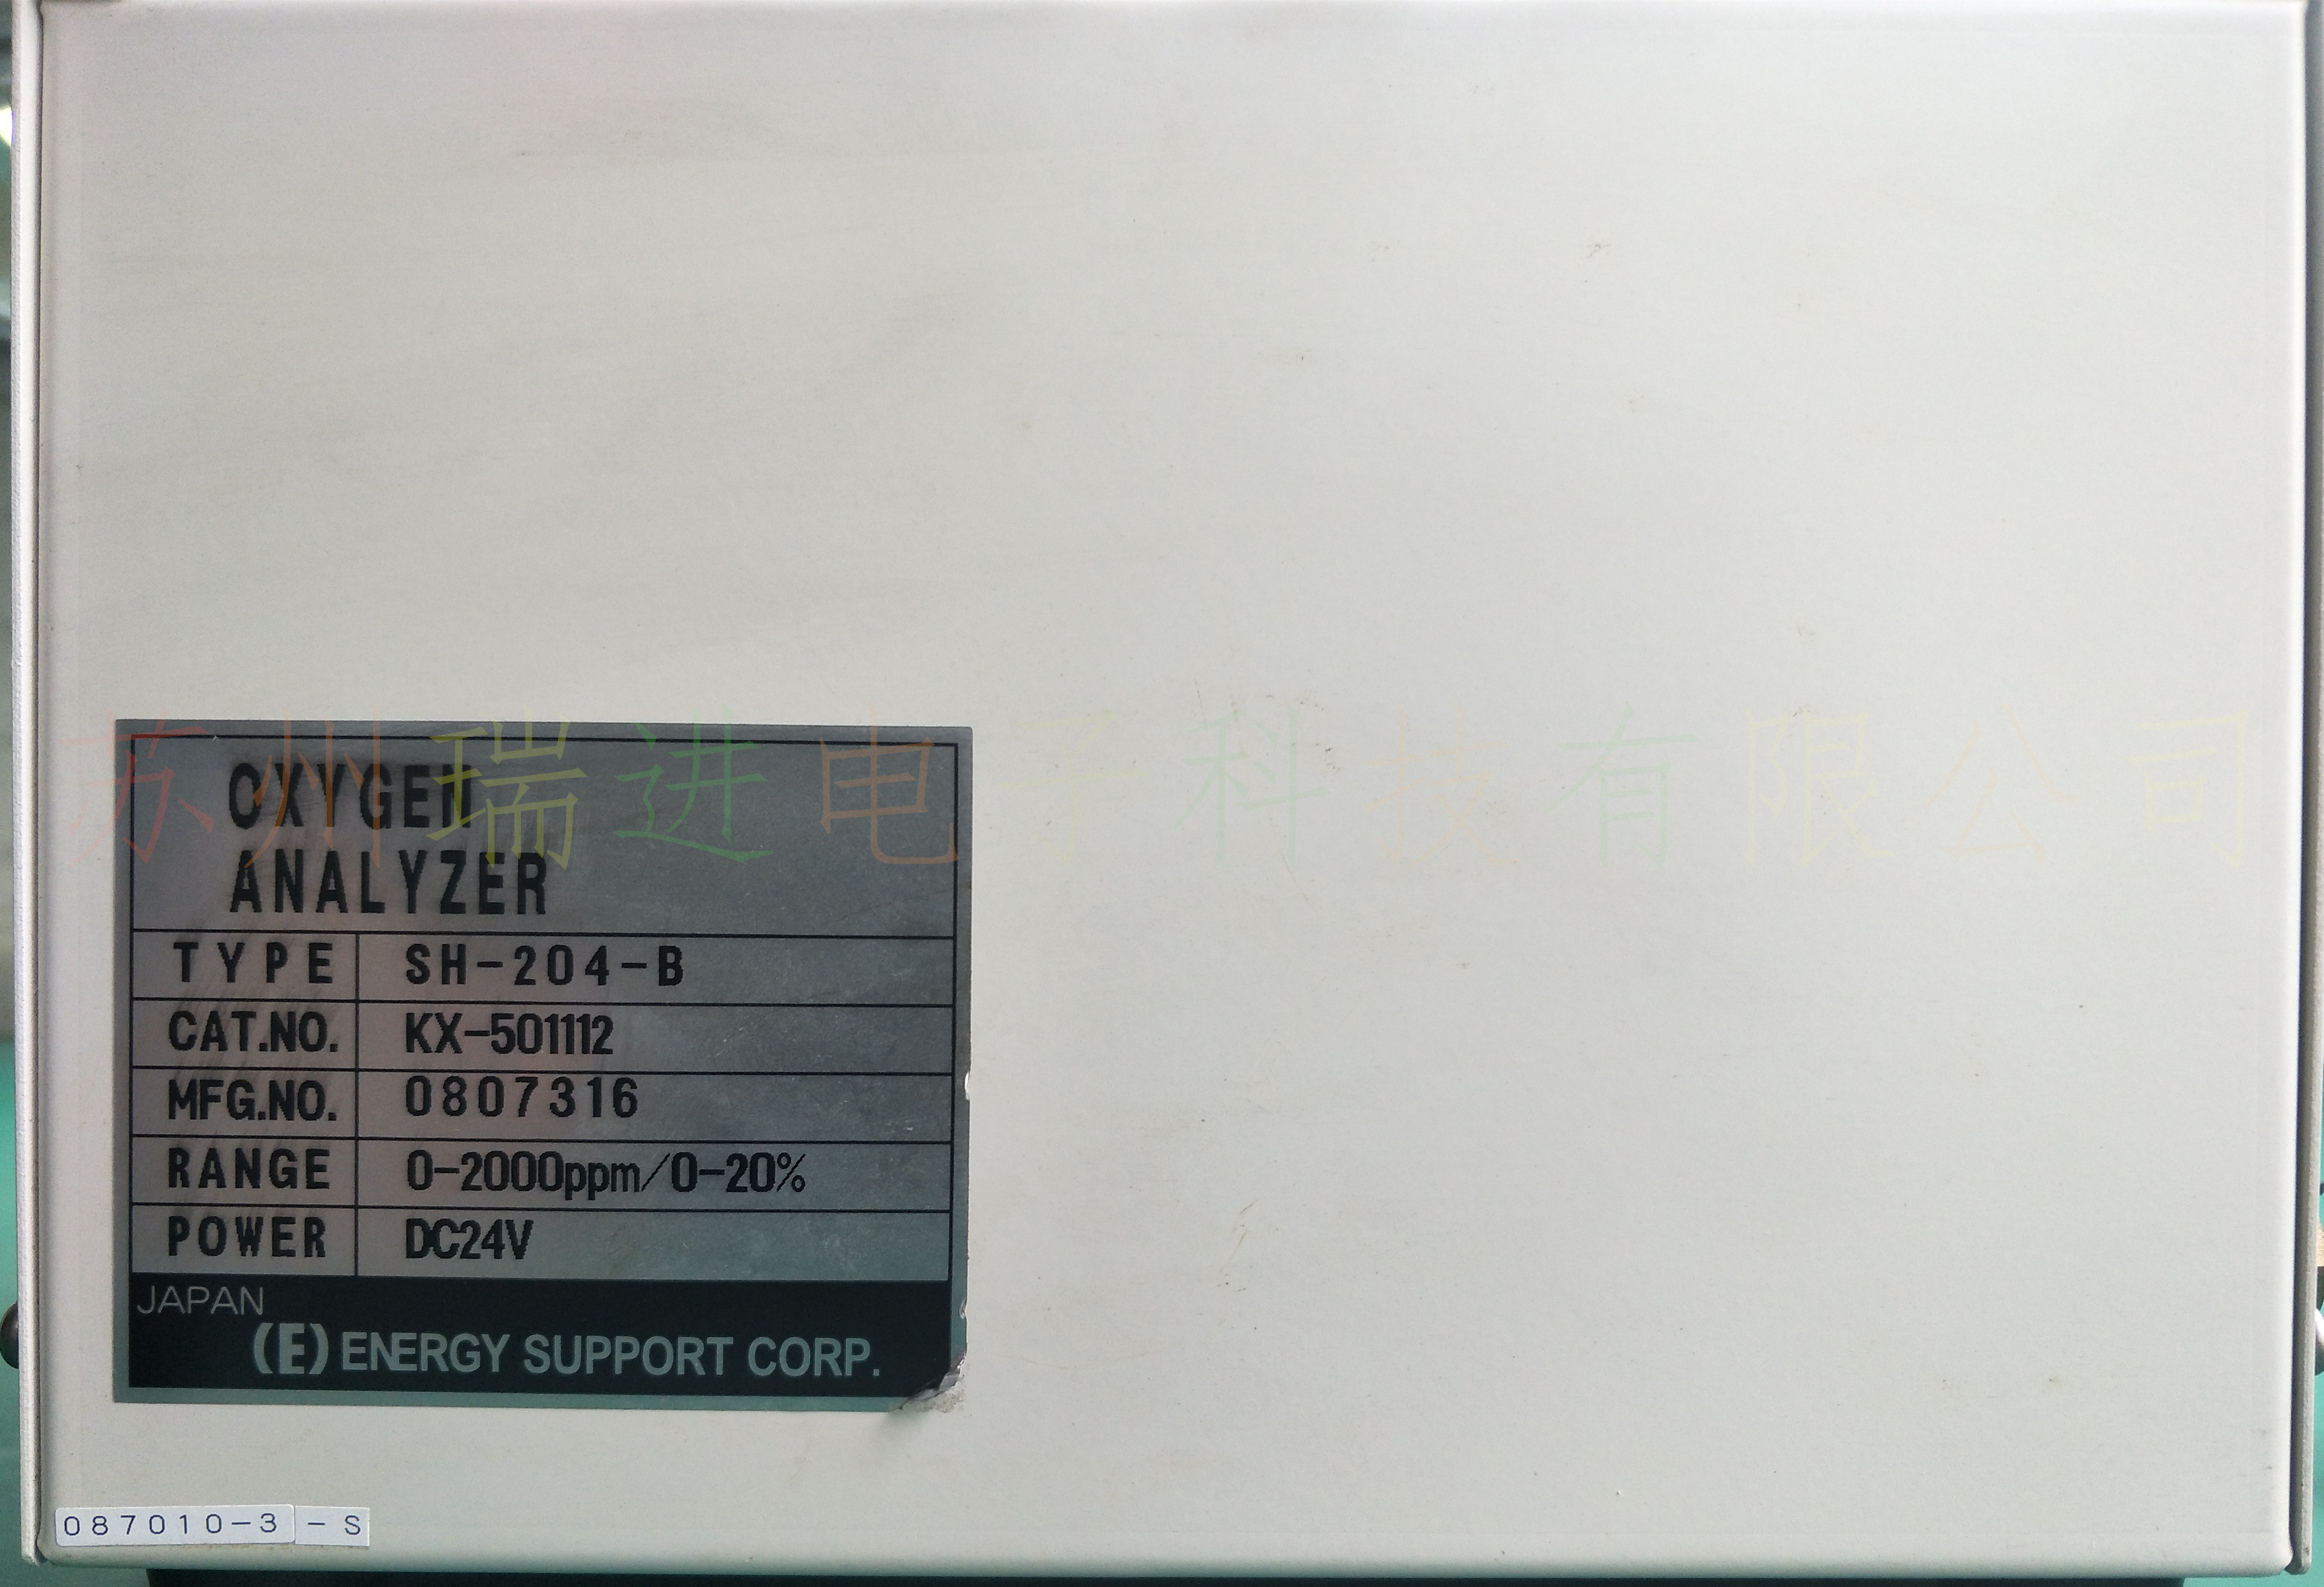 苏州瑞进电子科技有限公司
OXYGEN
ANALYZER
TYPE SH-204-B
CAT.NO. KX-501112
MFG.NO. 0807316
RANGE 0-2000ppm/0-20%
POWER DC24V
JAPAN
(E) ENERGY SUPPORT CORP.
087010-3 - S